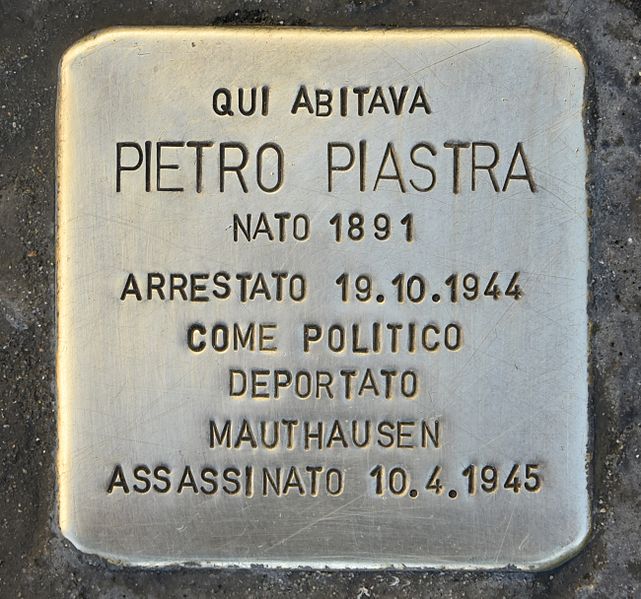 QUI ABITAVA
PIETRO PIASTRA
NATO 1891
ARRESTATO 19.10.1944
COME POLITICO
DEPORTATO
MAUTHAUSEN
ASSASSINATO 10.4.1945